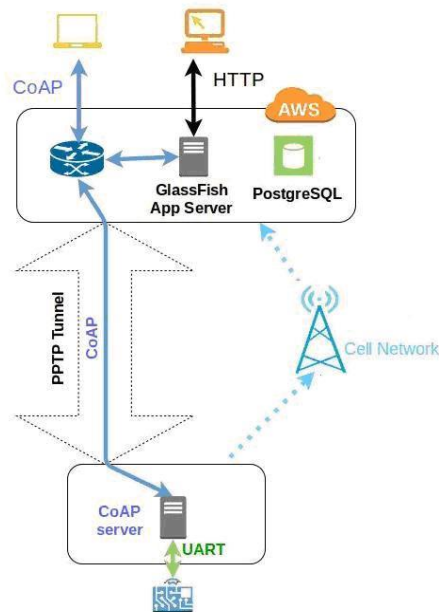 CoAP
HTTP
AWS
GlassFish
App Server
PostgreSQL
PPTP Tunnel
CoAP
Cell Network
CoAP
server
UART